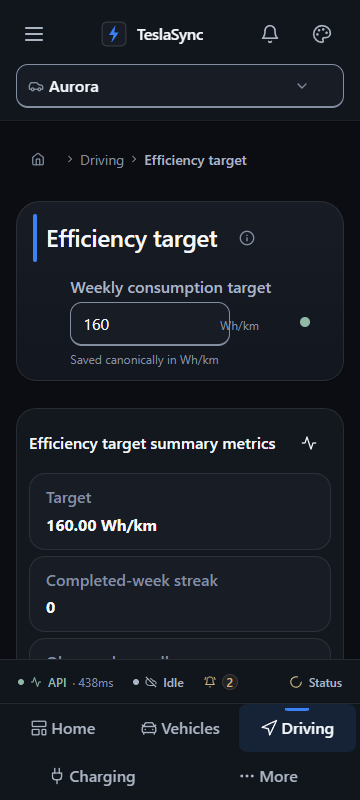 TeslaSync
Aurora
Driving
Efficiency target
Efficiency target
Weekly consumption target
160
Wh/km
Saved canonically in Wh/km
Efficiency target summary metrics
Target
160.00 Wh/km
Completed-week streak
0
API · 438ms
Idle
2
Status
Home
Vehicles
Driving
Charging
More